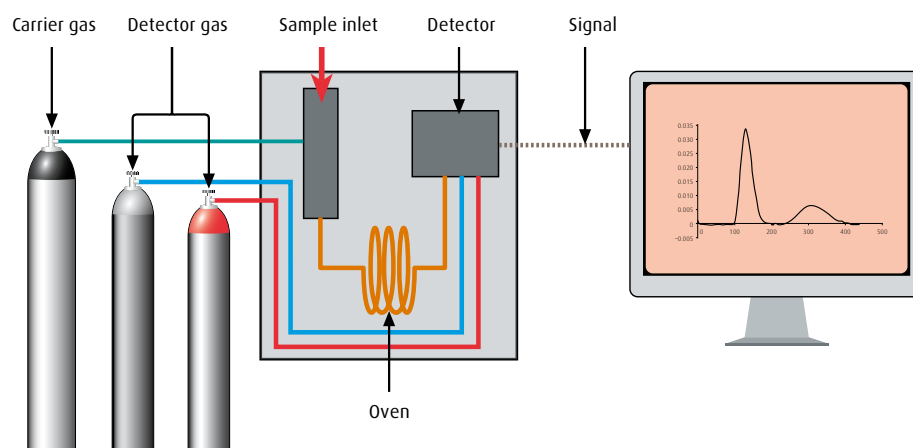 Carrier gas
Detector gas
Sample inlet
Detector
Signal
0.035
0.030
0.025
0.020
0.015
0.010
0.005
0
-0.005
0
100
200
300
400
500
Oven